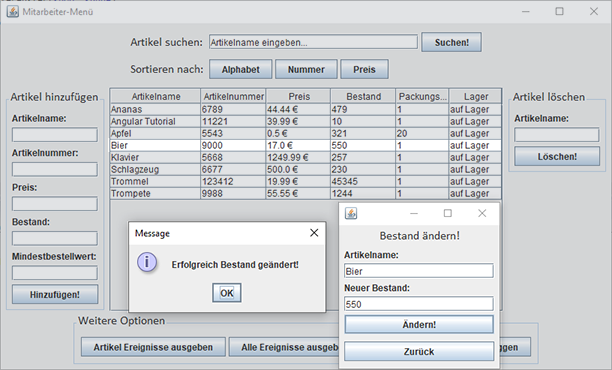 Mitarbeiter-Menü
Artikel suchen: Artikelname eingeben... Suchen!
Sortieren nach: Alphabet Nummer Preis
Artikel hinzufügen
Artikelname:
Artikelnummer:
Preis:
Bestand:
Mindestbestellwert:
Hinzufügen!
Artikelname Artikelnummer Preis Bestand Packungs... Lager
Ananas 6789 44.44 € 479 1 auf Lager
Angular Tutorial 11221 39.99 € 10 1 auf Lager
Apfel 5543 0.5 € 321 20 auf Lager
Bier 9000 17.0 € 550 1 auf Lager
Klavier 5668 1249.99 € 257 1 auf Lager
Schlagzeug 6677 500.0 € 230 1 auf Lager
Trommel 123412 19.99 € 45345 1 auf Lager
Trompete 9988 55.55 € 1244 1 auf Lager
Artikel löschen
Artikelname:
Löschen!
Message
Erfolgreich Bestand geändert!
OK
Bestand ändern!
Artikelname:
Bier
Neuer Bestand:
550
Ändern!
Zurück
Weitere Optionen
Artikel Ereignisse ausgeben
Alle Ereignisse ausgeb
ggen